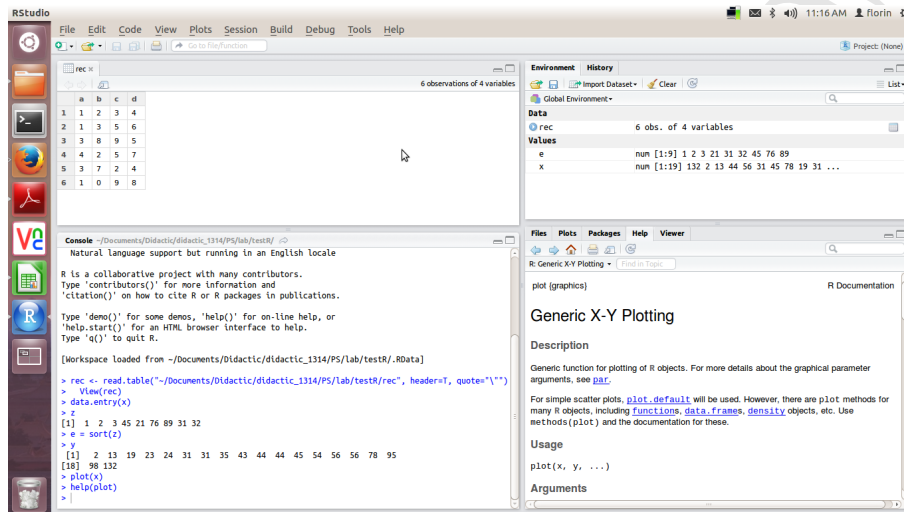 RStudio
11:16 AM florin
File Edit Code View Plots Session Build Debug Tools Help
Go to file/function
Project: (None)
rec
6 observations of 4 variables
a b c d
1 1 2 3 4
2 1 3 5 6
3 3 8 9 5
4 4 2 5 7
5 3 7 2 4
6 1 0 9 8
Environment History
Import Dataset Clear List
Global Environment
Data
rec 6 obs. of 4 variables
Values
e num [1:9] 1 2 3 21 31 32 45 76 89
x num [1:19] 132 2 13 44 56 31 45 78 19 31 ...
Console ~/Documents/Didactic/didactic_1314/PS/lab/testR/
Natural language support but running in an English locale
R is a collaborative project with many contributors.
Type 'contributors()' for more information and
'citation()' on how to cite R or R packages in publications.
Type 'demo()' for some demos, 'help()' for on-line help, or
'help.start()' for an HTML browser interface to help.
Type 'q()' to quit R.
[Workspace loaded from ~/Documents/Didactic/didactic_1314/PS/lab/testR/.RData]
> rec <- read.table("~/Documents/Didactic/didactic_1314/PS/lab/testR/rec", header=T, quote="\"")
> View(rec)
> data.entry(x)
> z
[1] 1 2 3 45 21 76 89 31 32
> e = sort(z)
> y
[1] 2 13 19 23 24 31 31 35 43 44 44 45 54 56 56 78 95
[18] 98 132
> plot(x)
> help(plot)
>
Files Plots Packages Help Viewer
R: Generic X-Y Plotting Find in Topic
plot {graphics} R Documentation
Generic X-Y Plotting
Description
Generic function for plotting of R objects. For more details about the graphical parameter
arguments, see par.
For simple scatter plots, plot.default will be used. However, there are plot methods for
many R objects, including functions, data.frames, density objects, etc. Use
methods(plot) and the documentation for these.
Usage
plot(x, y, ...)
Arguments